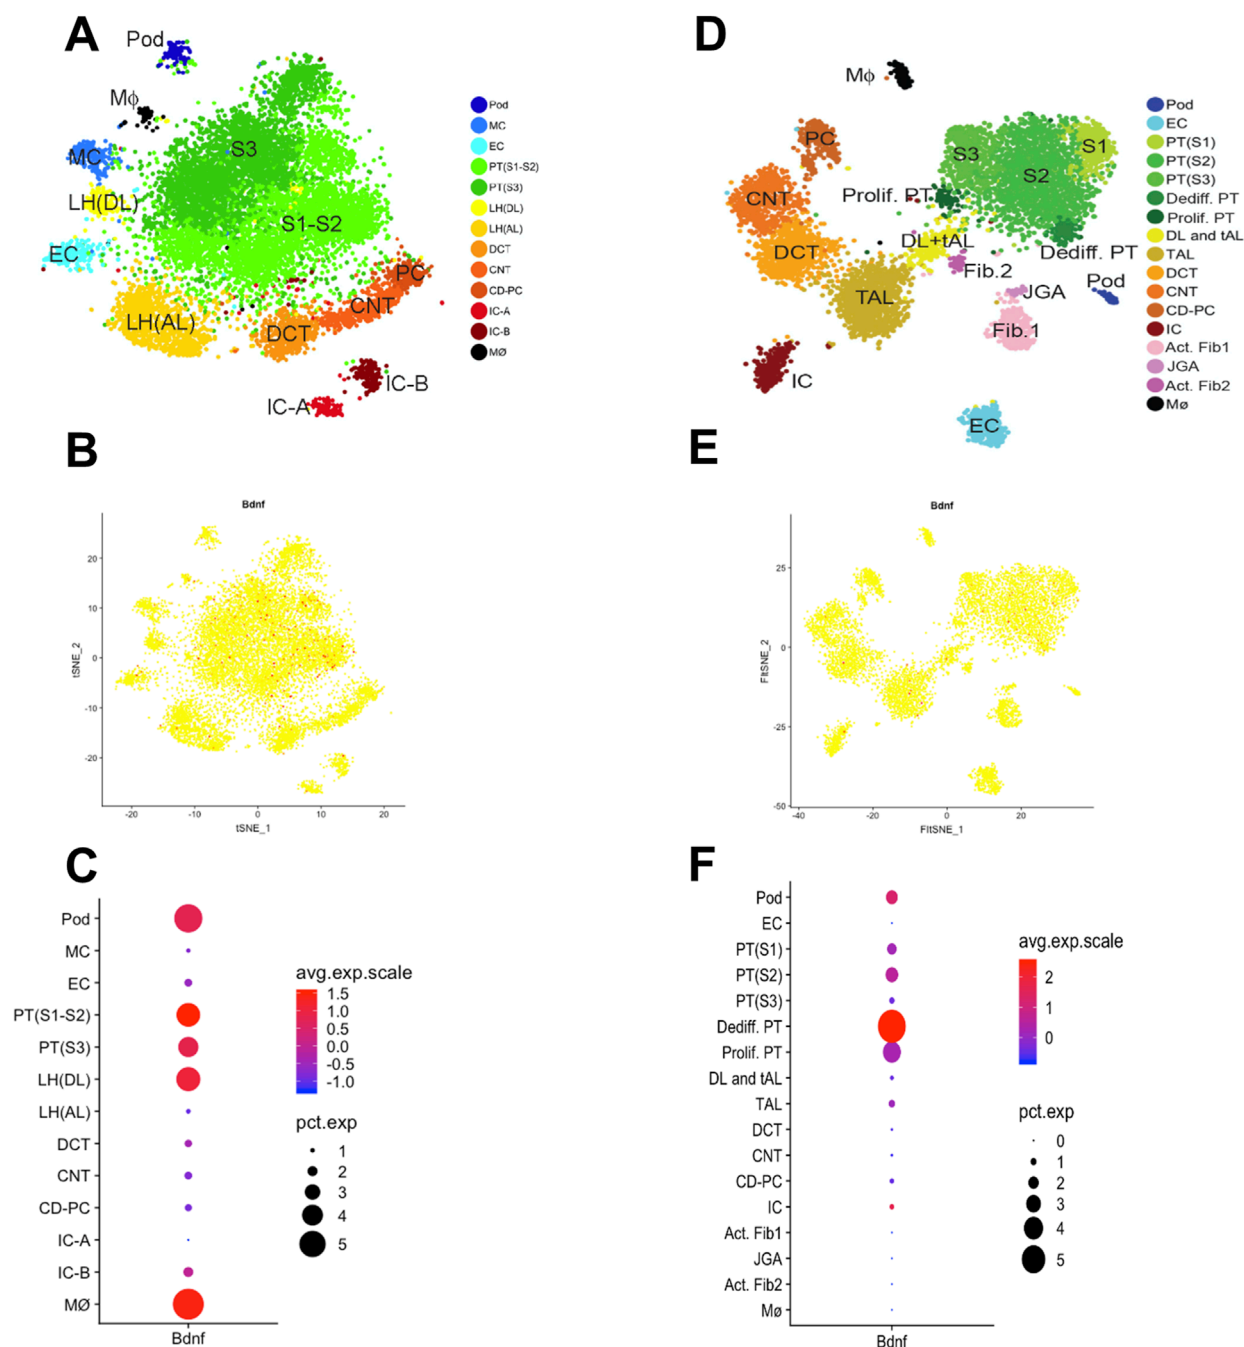 A
Pod
Mϕ
MC
LH(DL)
EC
LH(AL)
S3
S1-S2
PC
CNT
DCT
IC-B
IC-A
Pod
MC
EC
PT(S1-S2)
PT(S3)
LH(DL)
LH(AL)
DCT
CNT
CD-PC
IC-A
IC-B
MØ
D
Mϕ
PC
S3
S1
S2
CNT
Prolif. PT
DCT
DL+tAL
Dediff. PT
Fib.2
Pod
JGA
TAL
Fib.1
IC
EC
Pod
EC
PT(S1)
PT(S2)
PT(S3)
Dediff. PT
Prolif. PT
DL and tAL
TAL
DCT
CNT
CD-PC
IC
Act. Fib1
JGA
Act. Fib2
Mø
B
Bdnf
tSNE_2
20
10
0
-10
-20
-20
-10
0
10
20
tSNE_1
E
Bdnf
FItSNE_2
25
0
-25
-50
-40
-20
0
20
FItSNE_1
C
Pod
MC
EC
PT(S1-S2)
PT(S3)
LH(DL)
LH(AL)
DCT
CNT
CD-PC
IC-A
IC-B
MØ
Bdnf
avg.exp.scale
1.5
1.0
0.5
0.0
-0.5
-1.0
pct.exp
1
2
3
4
5
F
Pod
EC
PT(S1)
PT(S2)
PT(S3)
Dediff. PT
Prolif. PT
DL and tAL
TAL
DCT
CNT
CD-PC
IC
Act. Fib1
JGA
Act. Fib2
Mø
Bdnf
avg.exp.scale
2
1
0
pct.exp
0
1
2
3
4
5